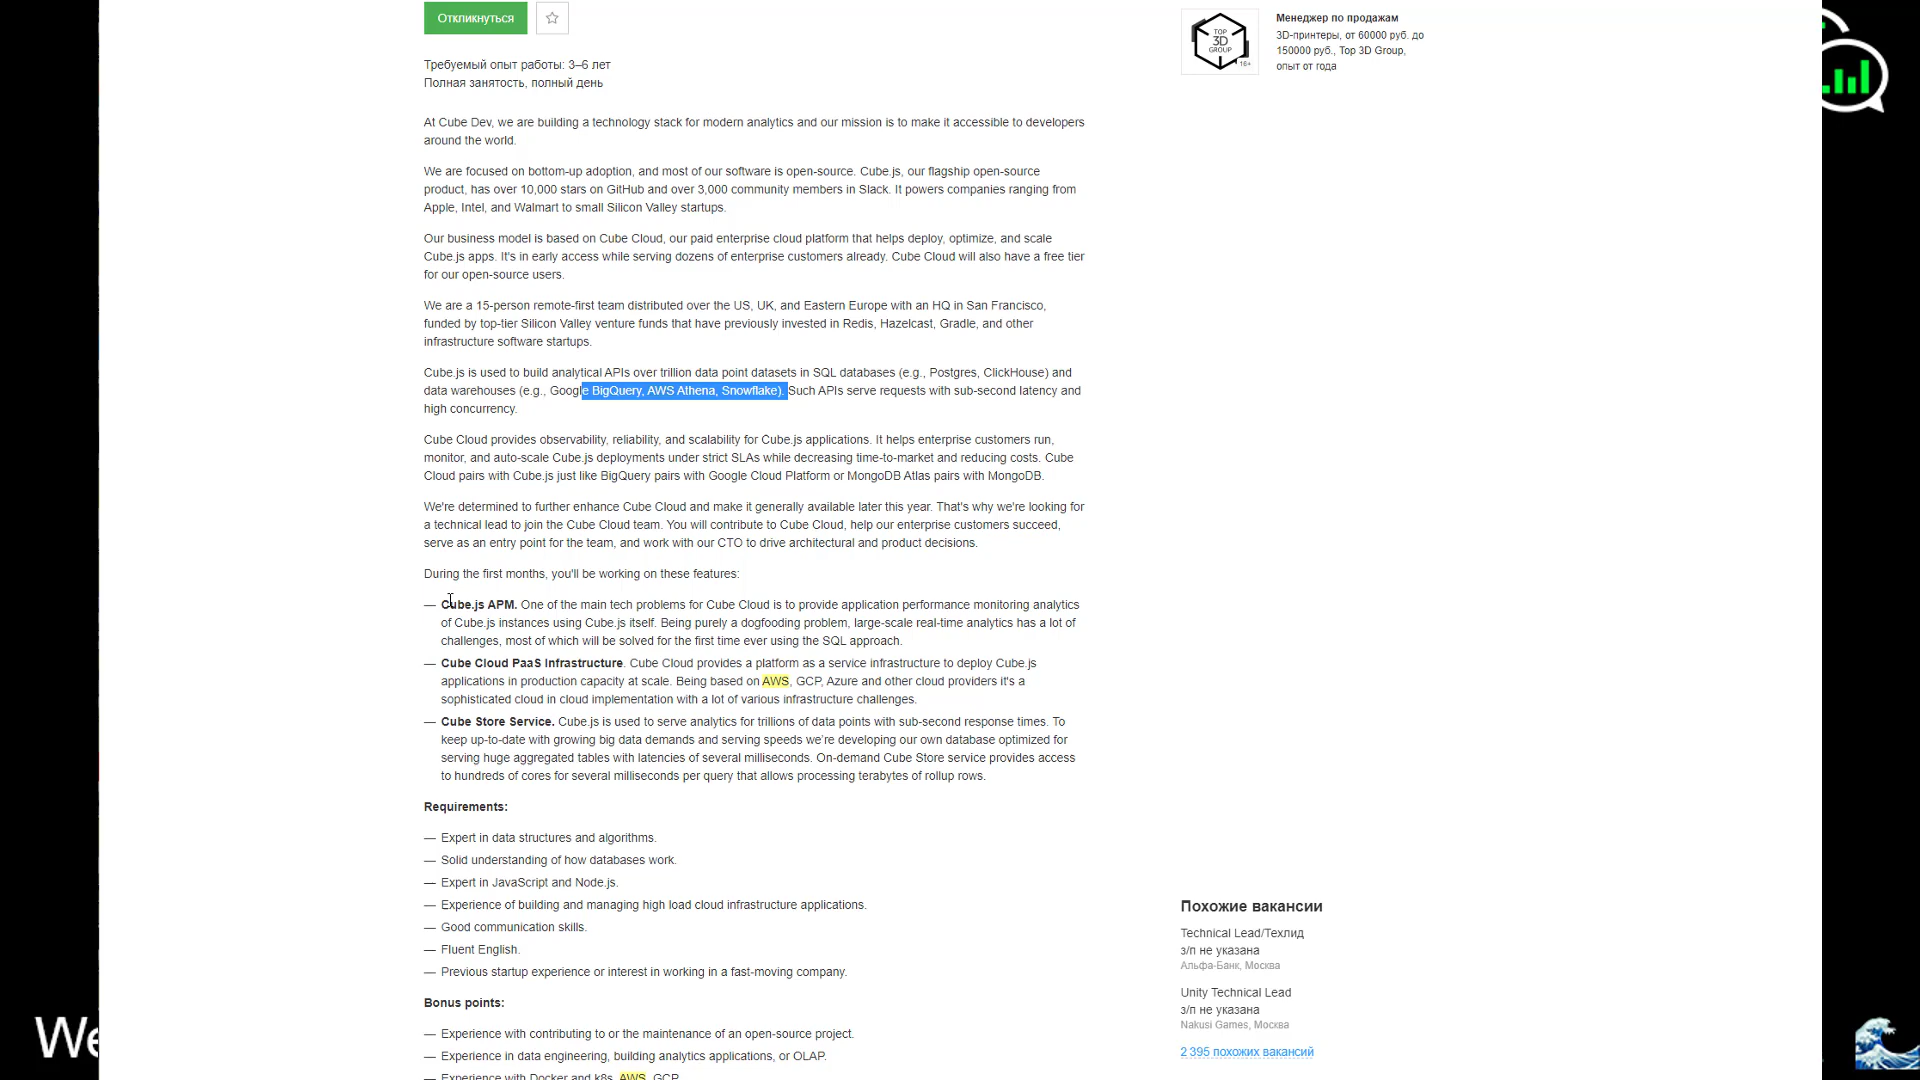 Откликнуться
Требуемый опыт работы: 3–6 лет
Полная занятость, полный день
At Cube Dev, we are building a technology stack for modern analytics and our mission is to make it accessible to developers
around the world.
We are focused on bottom-up adoption, and most of our software is open-source. Cube.js, our flagship open-source
product, has over 10,000 stars on GitHub and over 3,000 community members in Slack. It powers companies ranging from
Apple, Intel, and Walmart to small Silicon Valley startups.
Our business model is based on Cube Cloud, our paid enterprise cloud platform that helps deploy, optimize, and scale
Cube.js apps. It's in early access while serving dozens of enterprise customers already. Cube Cloud will also have a free tier
for our open-source users.
We are a 15-person remote-first team distributed over the US, UK, and Eastern Europe with an HQ in San Francisco,
funded by top-tier Silicon Valley venture funds that have previously invested in Redis, Hazelcast, Gradle, and other
infrastructure software startups.
Cube.js is used to build analytical APIs over trillion data point datasets in SQL databases (e.g., Postgres, ClickHouse) and
data warehouses (e.g., Google BigQuery, AWS Athena, Snowflake). Such APIs serve requests with sub-second latency and
high concurrency.
Cube Cloud provides observability, reliability, and scalability for Cube.js applications. It helps enterprise customers run,
monitor, and auto-scale Cube.js deployments under strict SLAs while decreasing time-to-market and reducing costs. Cube
Cloud pairs with Cube.js just like BigQuery pairs with Google Cloud Platform or MongoDB Atlas pairs with MongoDB.
We're determined to further enhance Cube Cloud and make it generally available later this year. That's why we're looking for
a technical lead to join the Cube Cloud team. You will contribute to Cube Cloud, help our enterprise customers succeed,
serve as an entry point for the team, and work with our CTO to drive architectural and product decisions.
During the first months, you'll be working on these features:
— Cube.js APM. One of the main tech problems for Cube Cloud is to provide application performance monitoring analytics
of Cube.js instances using Cube.js itself. Being purely a dogfooding problem, large-scale real-time analytics has a lot of
challenges, most of which will be solved for the first time ever using the SQL approach.
— Cube Cloud PaaS Infrastructure. Cube Cloud provides a platform as a service infrastructure to deploy Cube.js
applications in production capacity at scale. Being based on AWS, GCP, Azure and other cloud providers it's a
sophisticated cloud in cloud implementation with a lot of various infrastructure challenges.
— Cube Store Service. Cube.js is used to serve analytics for trillions of data points with sub-second response times. To
keep up-to-date with growing big data demands and serving speeds we're developing our own database optimized for
serving huge aggregated tables with latencies of several milliseconds. On-demand Cube Store service provides access
to hundreds of cores for several milliseconds per query that allows processing terabytes of rollup rows.
Requirements:
— Expert in data structures and algorithms.
— Solid understanding of how databases work.
— Expert in JavaScript and Node.js.
— Experience of building and managing high load cloud infrastructure applications.
— Good communication skills.
— Fluent English.
— Previous startup experience or interest in working in a fast-moving company.
Bonus points:
— Experience with contributing to or the maintenance of an open-source project.
— Experience in data engineering, building analytics applications, or OLAP.
— Experience with Docker and k8s, AWS, GCP.
TOP
3D
GROUP
16+
Менеджер по продажам
3D-принтеры, от 60000 руб. до
150000 руб., Top 3D Group,
опыт от года
Похожие вакансии
Technical Lead/Техлид
з/п не указана
Альфа-Банк, Москва
Unity Technical Lead
з/п не указана
Nakusi Games, Москва
2 395 похожих вакансий
We